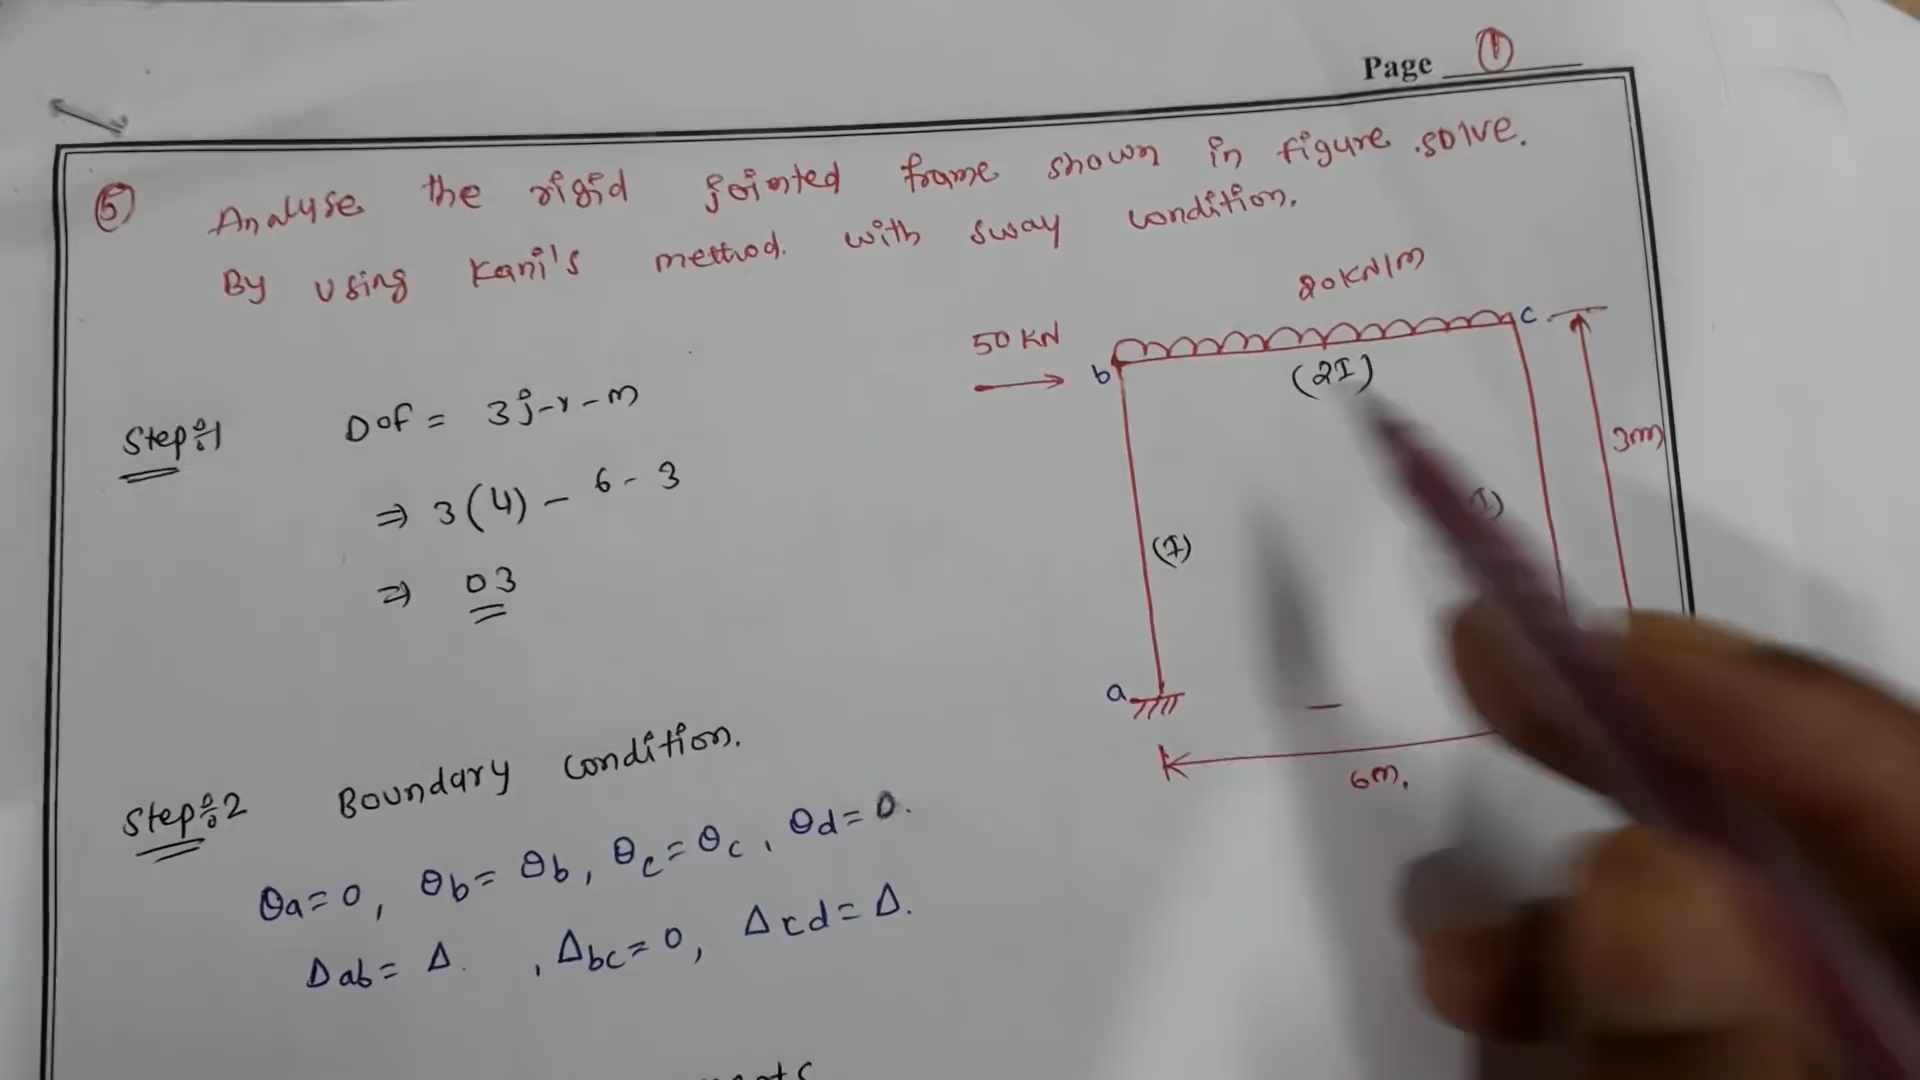 Page 1
5 Analyse the rigid jointed frame shown in figure .solve.
By using Kani's method. with sway condition.
20KN/m
50 KN
b
c
(2I)
3m
(I)
I)
a
6m.
Step:1 Dof = 3j-r-m
⇒ 3(4) - 6 - 3
⇒ 03
Step:2 Boundary condition.
θa=0, θb= θb, θc=θc, θd=0.
Δab= Δ. , Δbc=0, Δcd=Δ.